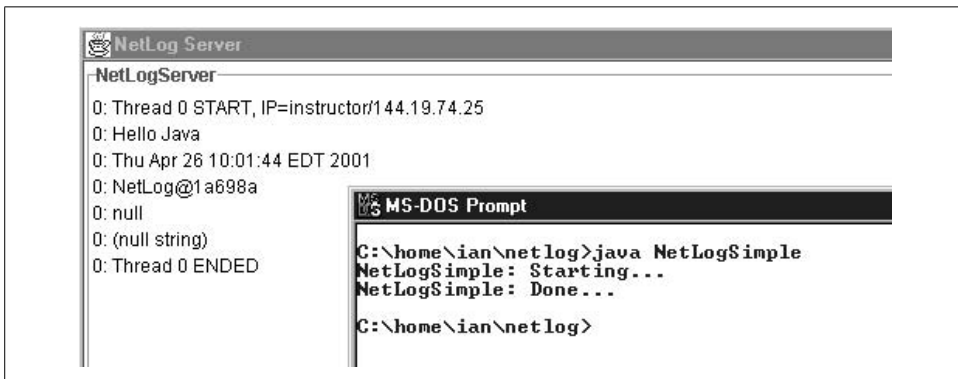 NetLog Server
NetLogServer
0: Thread 0 START, IP=instructor/144.19.74.25
0: Hello Java
0: Thu Apr 26 10:01:44 EDT 2001
0: NetLog@1a698a
0: null
0: (null string)
0: Thread 0 ENDED
MS-DOS Prompt
C:\home\ian\netlog>java NetLogSimple
NetLogSimple: Starting...
NetLogSimple: Done...
C:\home\ian\netlog>